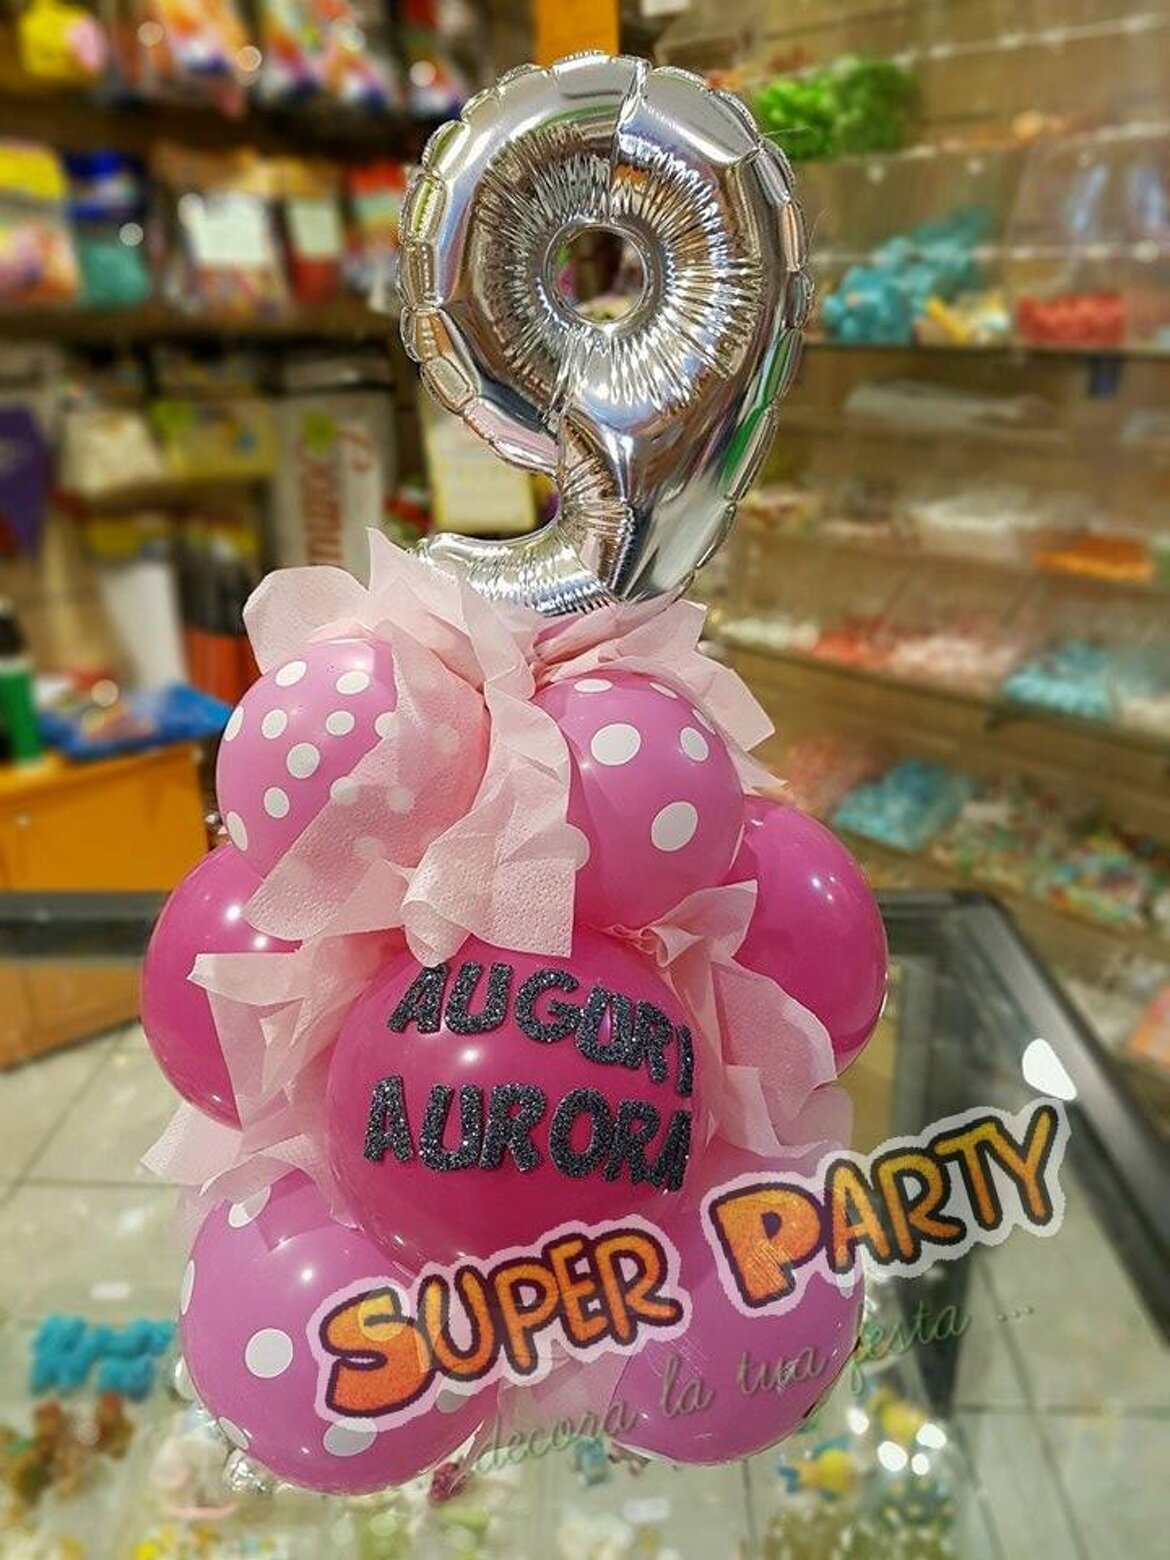 9
AUGURI
AURORA
SUPER PARTY
decora la tua festa ...